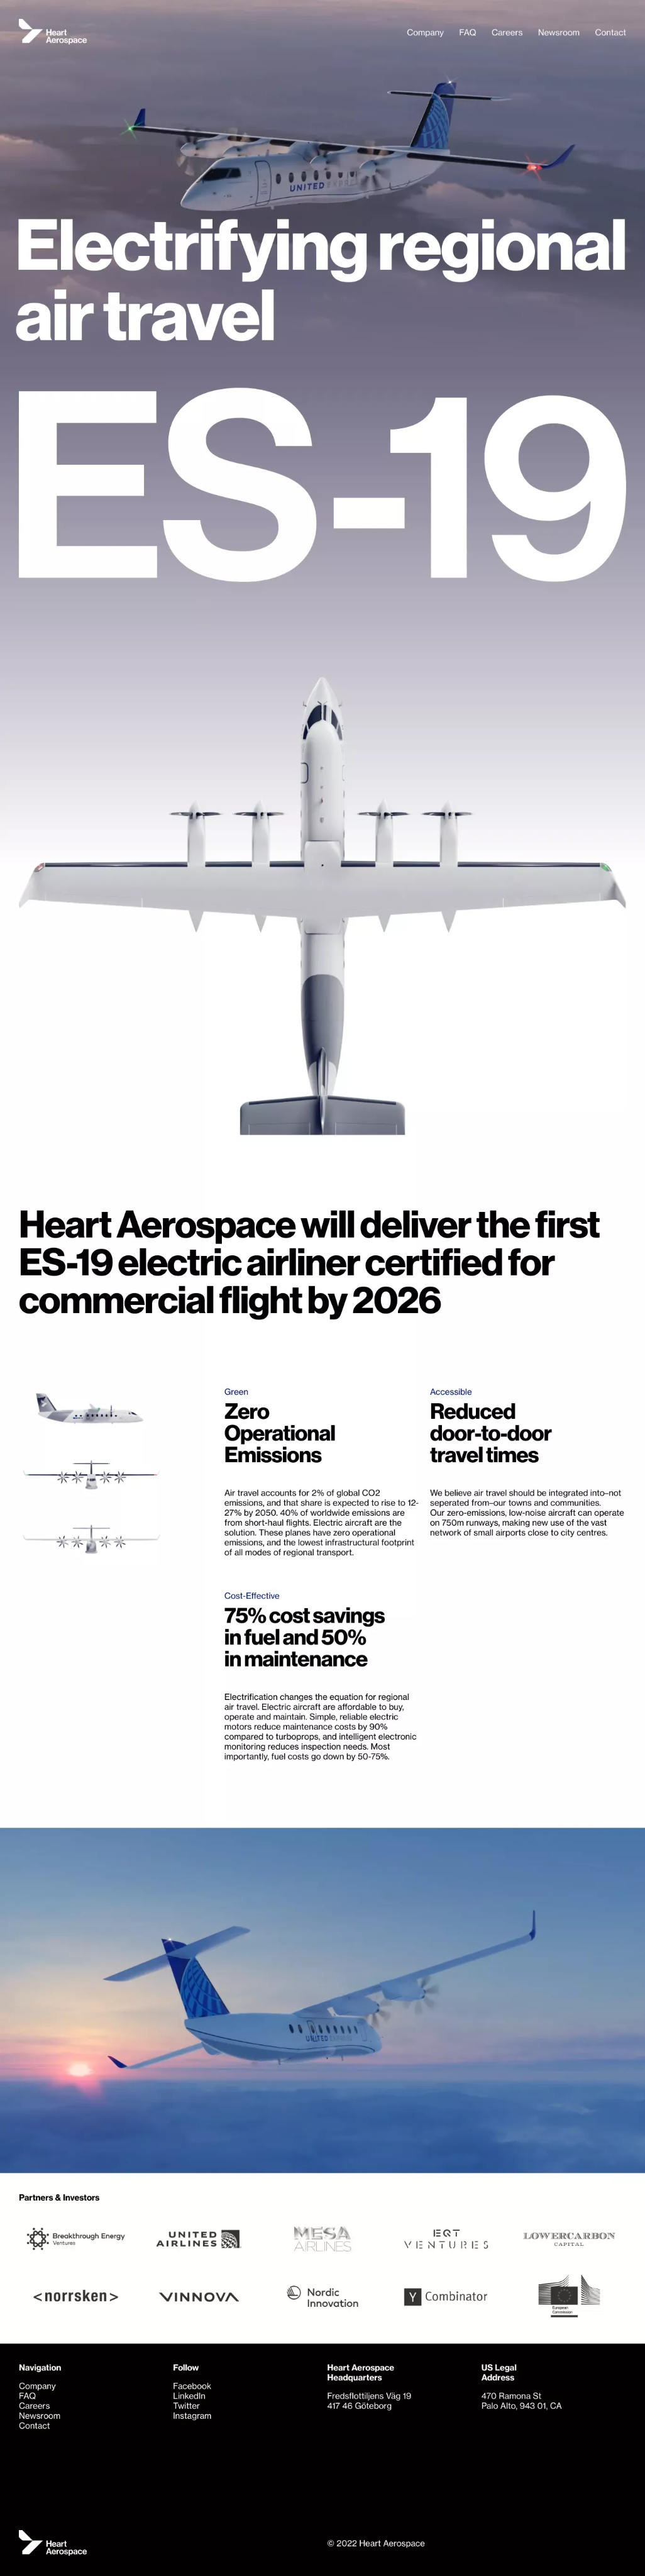 Heart
Aerospace
Company FAQ Careers Newsroom Contact
UNITED
Electrifying regional
air travel
ES-19
Heart Aerospace will deliver the first
ES-19 electric airliner certified for
commercial flight by 2026
Green
Zero
Operational
Emissions
Air travel accounts for 2% of global CO2
emissions, and that share is expected to rise to 12-
27% by 2050. 40% of worldwide emissions are
from short-haul flights. Electric aircraft are the
solution. These planes have zero operational
emissions, and the lowest infrastructural footprint
of all modes of regional transport.
Accessible
Reduced
door-to-door
travel times
We believe air travel should be integrated into–not
seperated from–our towns and communities.
Our zero-emissions, low-noise aircraft can operate
on 750m runways, making new use of the vast
network of small airports close to city centres.
Cost-Effective
75% cost savings
in fuel and 50%
in maintenance
Electrification changes the equation for regional
air travel. Electric aircraft are affordable to buy,
operate and maintain. Simple, reliable electric
motors reduce maintenance costs by 90%
compared to turboprops, and intelligent electronic
monitoring reduces inspection needs. Most
importantly, fuel costs go down by 50-75%.
UNITED
Partners & Investors
Breakthrough Energy
Ventures
UNITED
AIRLINES
MESA
AIRLINES
EQT
VENTURES
LOWERCARBON
CAPITAL
<norrsken>
VINNOVA
Nordic
Innovation
Y Combinator
European
Commission
Navigation
Company
FAQ
Careers
Newsroom
Contact
Follow
Facebook
LinkedIn
Twitter
Instagram
Heart Aerospace
Headquarters
Fredsflottiljens Väg 19
417 46 Göteborg
US Legal
Address
470 Ramona St
Palo Alto, 943 01, CA
Heart
Aerospace
© 2022 Heart Aerospace